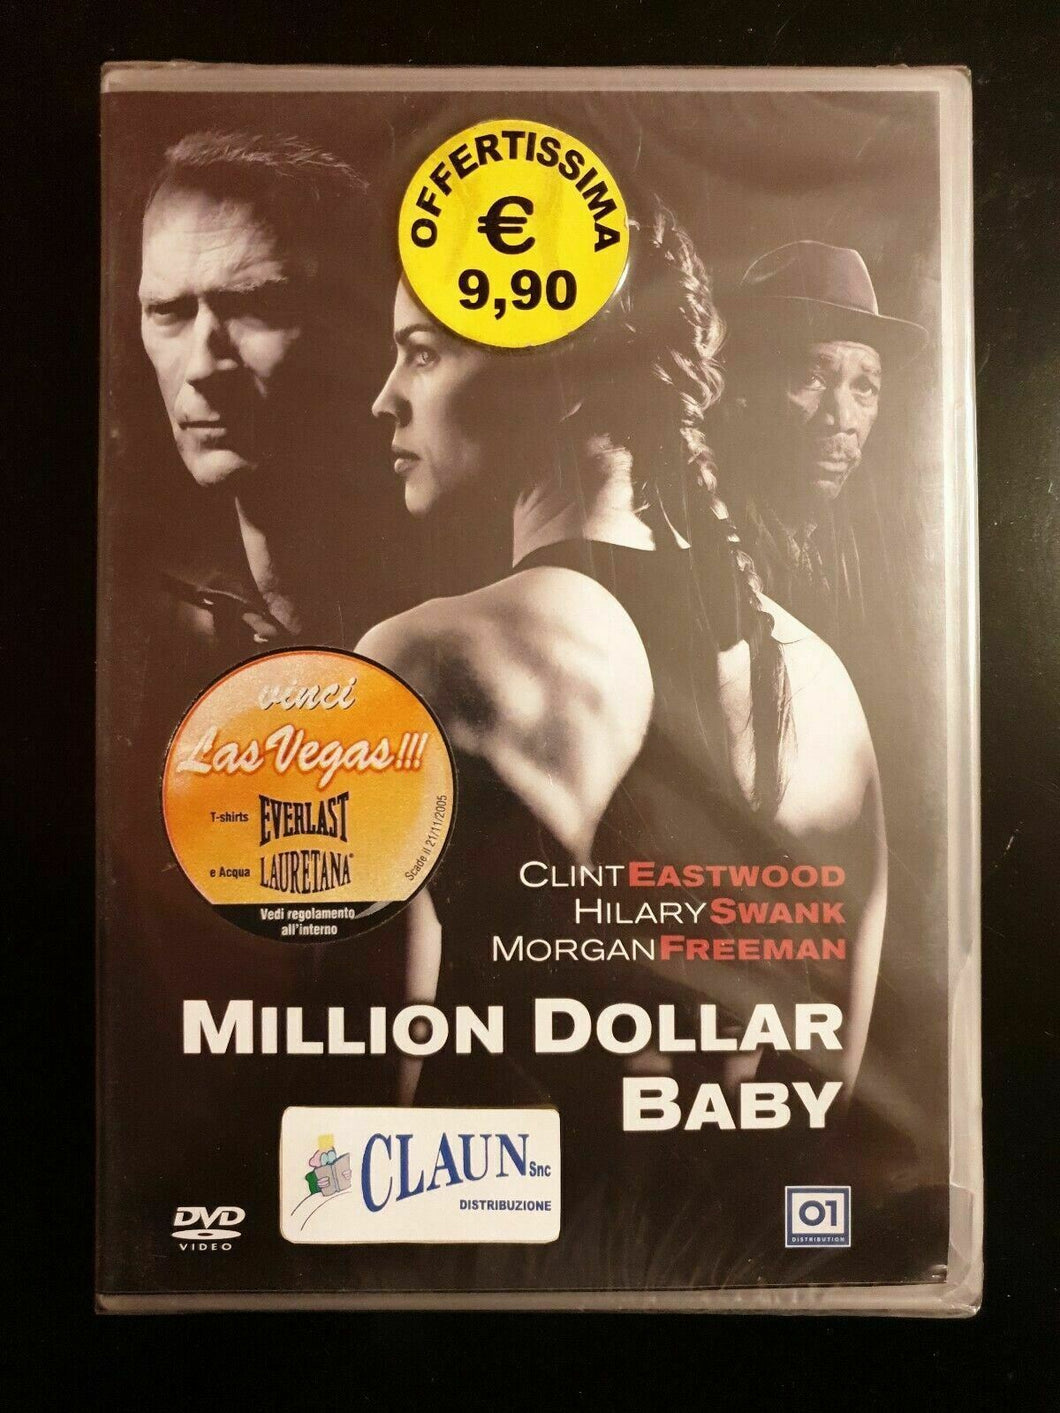 OFFERTISSIMA
€
9,90
vinci
Las Vegas!!!
T-shirts EVERLAST
e Acqua LAURETANA®
Scade il 21/11/2005
Vedi regolamento
all'interno
CLINT EASTWOOD
HILARY SWANK
MORGAN FREEMAN
MILLION DOLLAR
BABY
CLAUN Snc
DISTRIBUZIONE
DVD
VIDEO
01
DISTRIBUTION